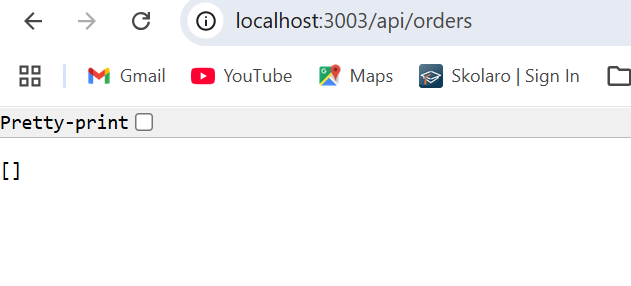 localhost:3003/api/orders
Gmail YouTube Maps Skolaro | Sign In
Pretty-print
[]